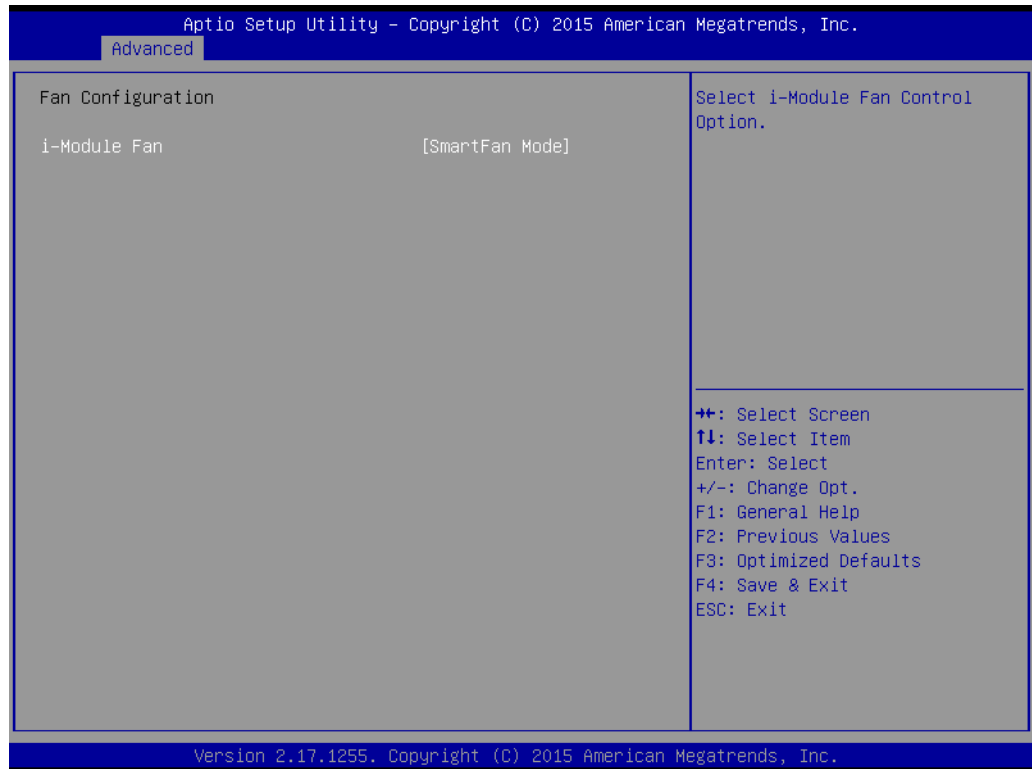 Aptio Setup Utility – Copyright (C) 2015 American Megatrends, Inc.
Advanced
Fan Configuration
i-Module Fan [SmartFan Mode]
Select i-Module Fan Control
Option.
→←: Select Screen
↑↓: Select Item
Enter: Select
+/-: Change Opt.
F1: General Help
F2: Previous Values
F3: Optimized Defaults
F4: Save & Exit
ESC: Exit
Version 2.17.1255. Copyright (C) 2015 American Megatrends, Inc.